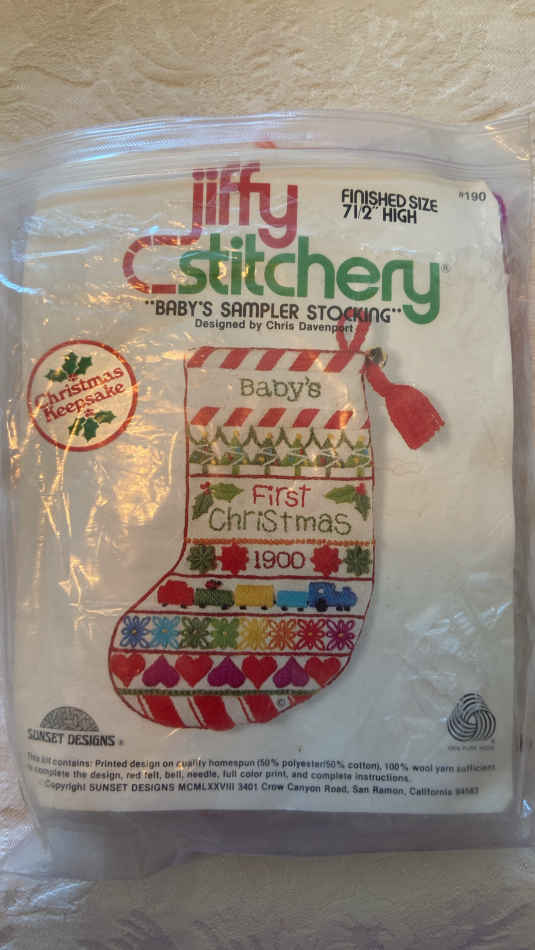 #190
jiffy
FINISHED SIZE
7 1/2" HIGH
stitchery®
"BABY'S SAMPLER STOCKING"
Designed by Chris Davenport
Christmas
Keepsake
Baby's
First
Christmas
1900
©
SUNSET DESIGNS®
100% PURE WOOL
This kit contains: Printed design on quality homespun (50% polyester/50% cotton), 100% wool yarn sufficient
to complete the design, red felt, bell, needle, full color print, and complete instructions.
Copyright SUNSET DESIGNS MCMLXXVIII 3401 Crow Canyon Road, San Ramon, California 94583